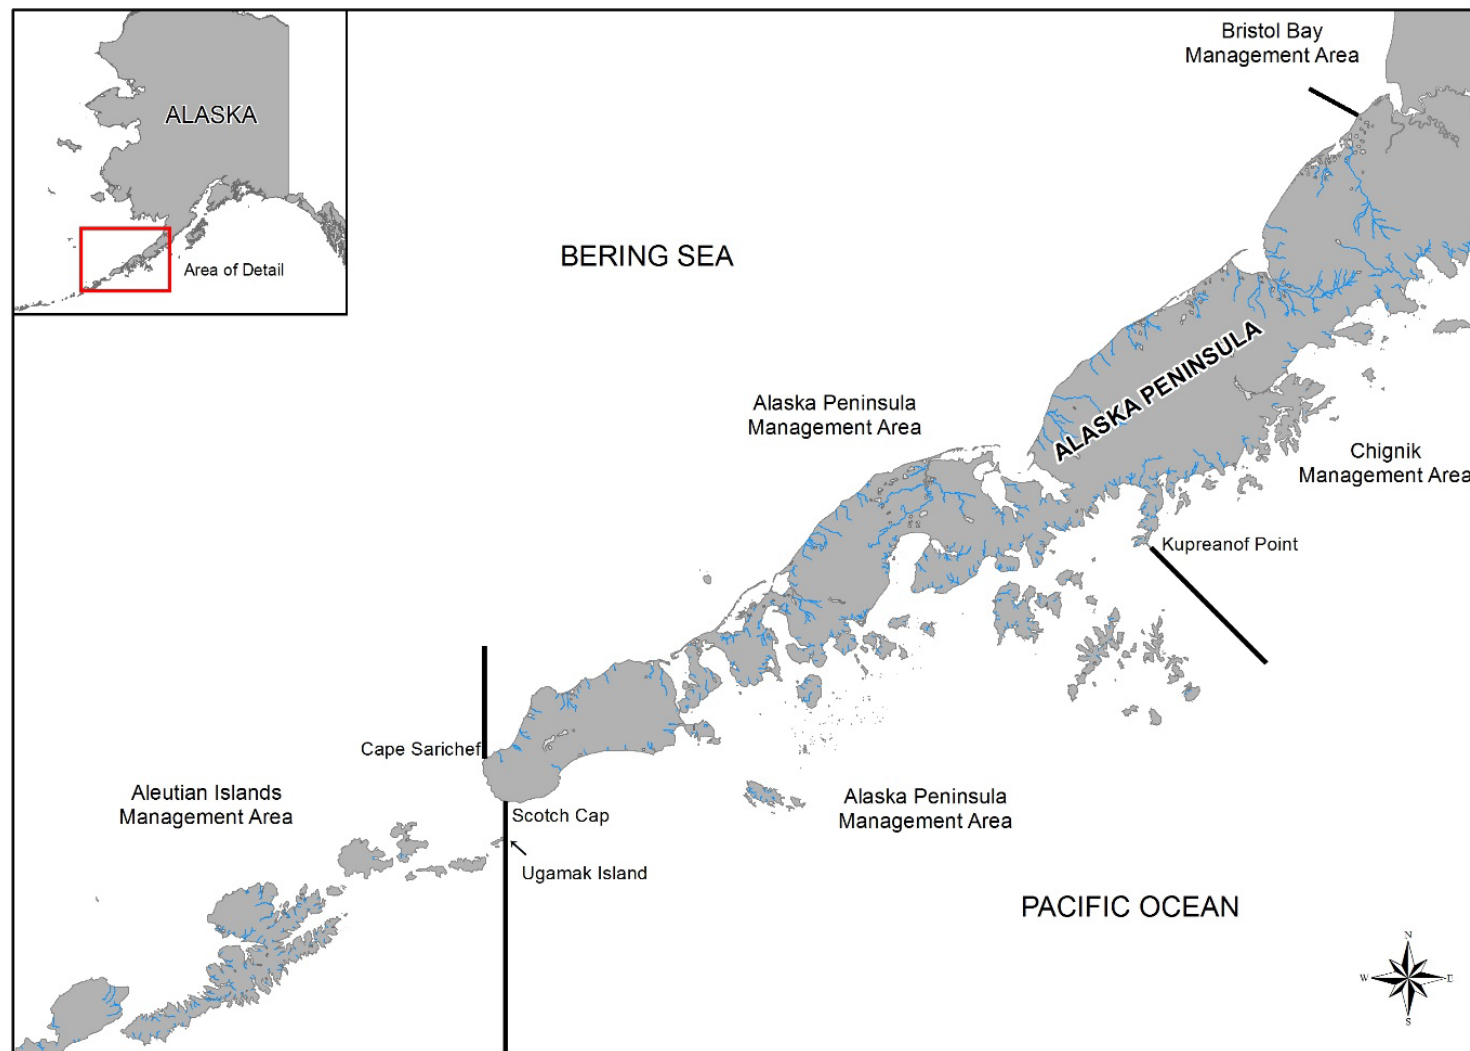 Bristol Bay
Management Area
ALASKA
BERING SEA
Area of Detail
ALASKA PENINSULA
Alaska Peninsula
Management Area
Chignik
Management Area
Kupreanof Point
Cape Sarichef
Aleutian Islands
Management Area
Scotch Cap
Alaska Peninsula
Management Area
Ugamak Island
PACIFIC OCEAN
N
W
E
S